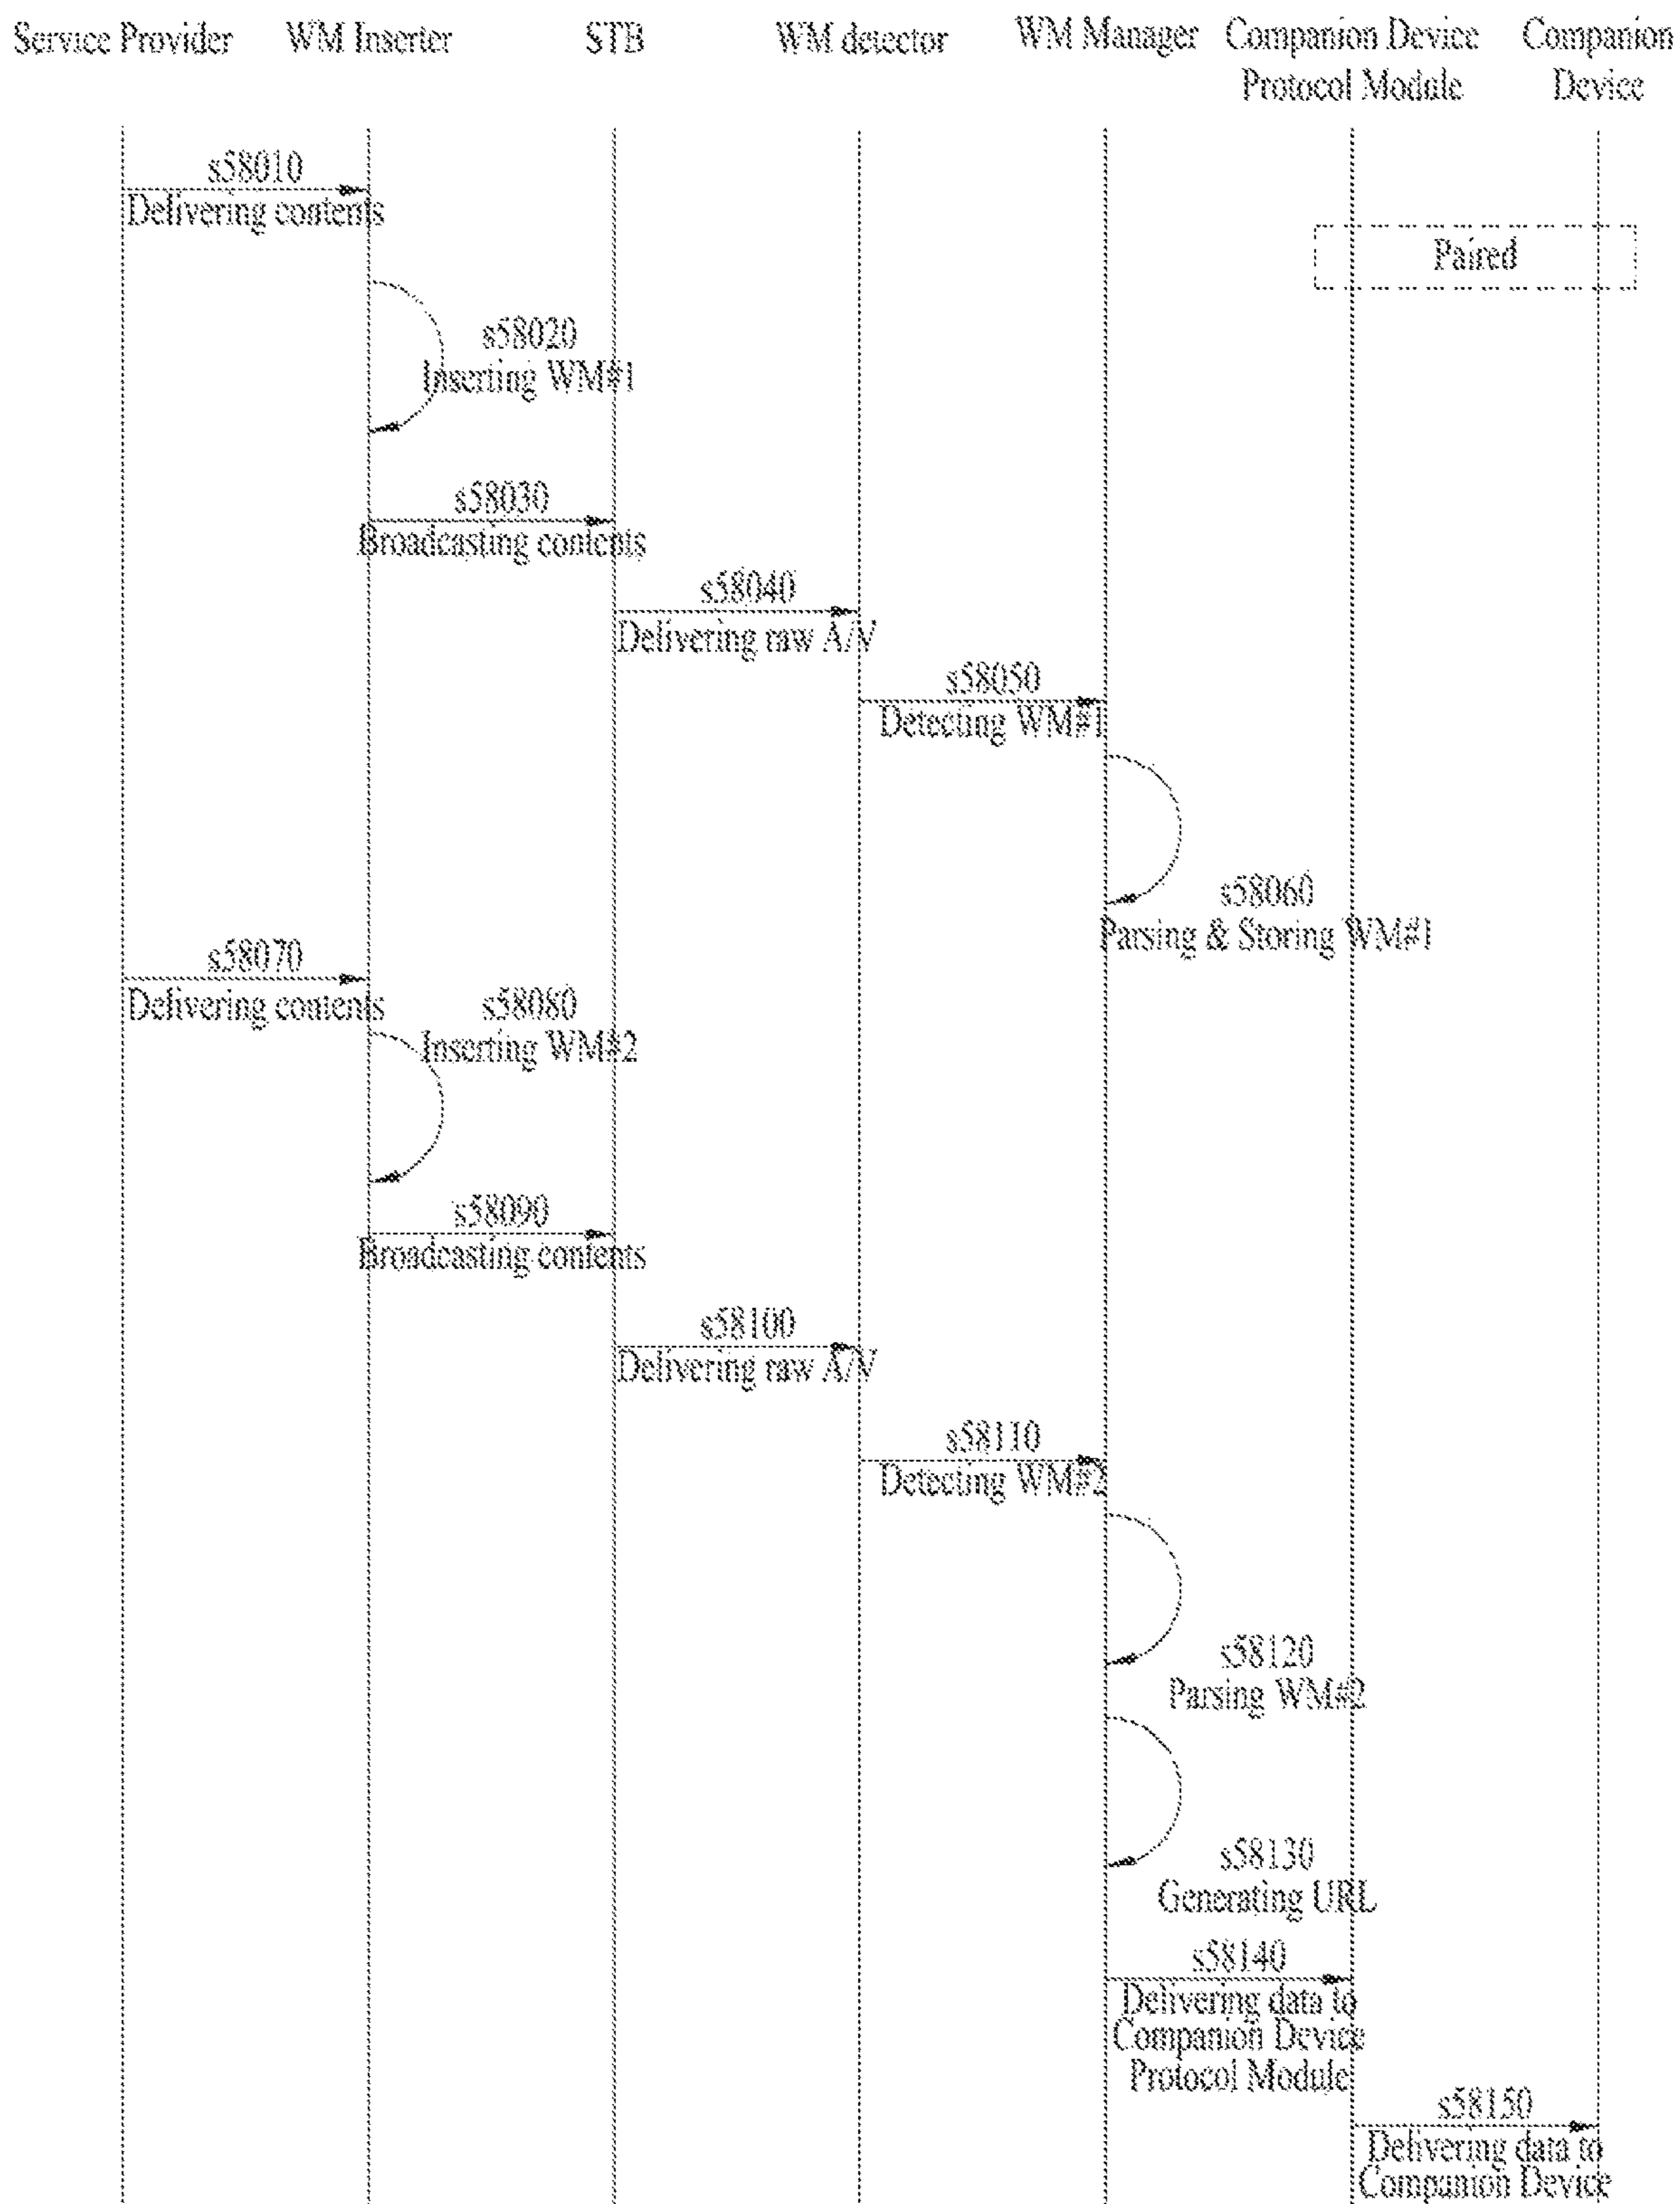 Service Provider
WM Inserter
STB
WM detector
WM Manager
Companion Device
Protocol Module
Companion
Device
s58010
Delivering contents
Paired
s58020
Inserting WM#1
s58030
Broadcasting contents
s58040
Delivering raw A/V
s58050
Detecting WM#1
s58060
Parsing & Storing WM#1
s58070
Delivering contents
s58080
Inserting WM#2
s58090
Broadcasting contents
s58100
Delivering raw A/V
s58110
Detecting WM#2
s58120
Parsing WM#2
s58130
Generating URL
s58140
Delivering data to
Companion Device
Protocol Module
s58150
Delivering data to
Companion Device